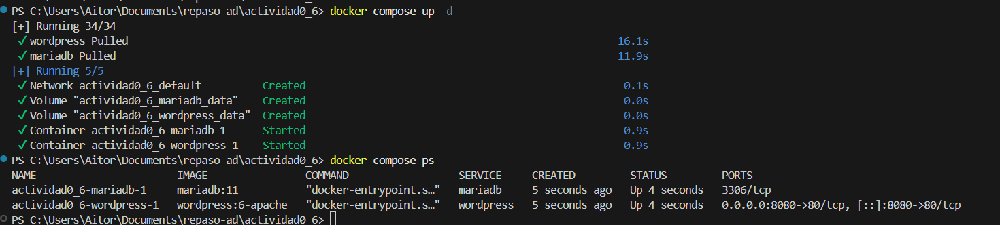 PS C:\Users\Aitor\Documents\repaso-ad\actividad0_6> docker compose up -d
[+] Running 34/34
✓ wordpress Pulled 16.1s
✓ mariadb Pulled 11.9s
[+] Running 5/5
✓ Network actividad0_6_default Created 0.1s
✓ Volume "actividad0_6_mariadb_data" Created 0.0s
✓ Volume "actividad0_6_wordpress_data" Created 0.0s
✓ Container actividad0_6-mariadb-1 Started 0.9s
✓ Container actividad0_6-wordpress-1 Started 0.9s
PS C:\Users\Aitor\Documents\repaso-ad\actividad0_6> docker compose ps
NAME IMAGE COMMAND SERVICE CREATED STATUS PORTS
actividad0_6-mariadb-1 mariadb:11 "docker-entrypoint.s…" mariadb 5 seconds ago Up 4 seconds 3306/tcp
actividad0_6-wordpress-1 wordpress:6-apache "docker-entrypoint.s…" wordpress 5 seconds ago Up 4 seconds 0.0.0.0:8080->80/tcp, [::]:8080->80/tcp
PS C:\Users\Aitor\Documents\repaso-ad\actividad0_6>